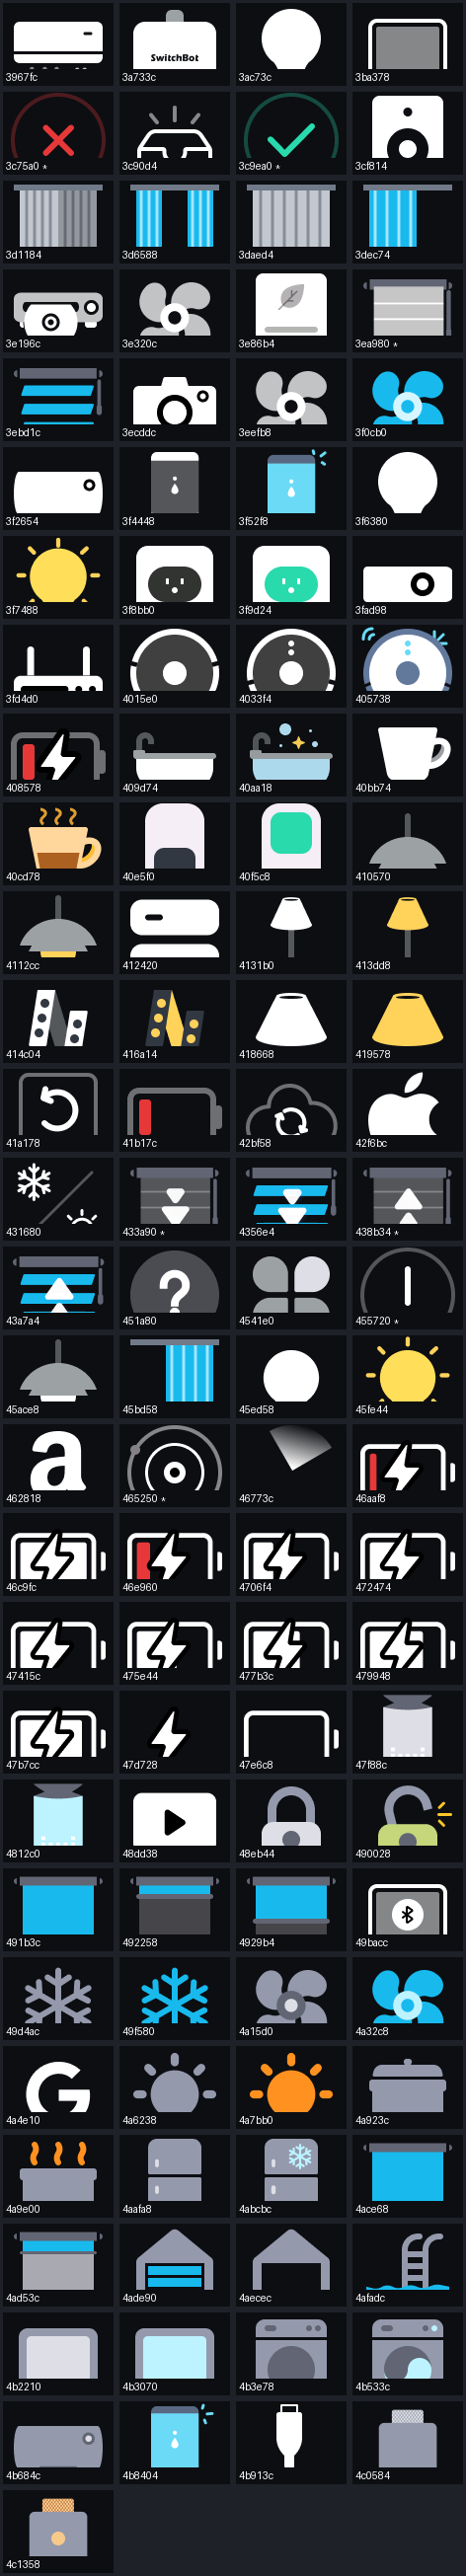 3967fc 3a733c 3ac73c 3ba378
SwitchBot
3c75a0 * 3c90d4 3c9ea0 * 3cf814
3d1184 3d6588 3daed4 3dec74
3e196c 3e320c 3e86b4 3ea980 *
3ebd1c 3ecddc 3eefb8 3f0cb0
3f2654 3f4448 3f52f8 3f6380
3f7488 3f8bb0 3f9d24 3fad98
3fd4d0 4015e0 4033f4 405738
408578 409d74 40aa18 40bb74
40cd78 40e5f0 40f5c8 410570
4112cc 412420 4131b0 413dd8
414c04 416a14 418668 419578
41a178 41b17c 42bf58 42f6bc
431680 433a90 * 4356e4 438b34 *
43a7a4 451a80 4541e0 455720 *
45ace8 45bd58 45ed58 45fe44
462818 465250 * 46773c 46aaf8
46c9fc 46e960 4706f4 472474
47415c 475e44 477b3c 479948
47b7cc 47d728 47e6c8 47f88c
4812c0 48dd38 48eb44 490028
491b3c 492258 4929b4 49bacc
49d4ac 49f580 4a15d0 4a32c8
4a4e10 4a6238 4a7bb0 4a923c
4a9e00 4aafa8 4abcbc 4ace68
4ad53c 4ade90 4aecec 4afadc
4b2210 4b3070 4b3e78 4b533c
4b684c 4b8404 4b913c 4c0584
4c1358